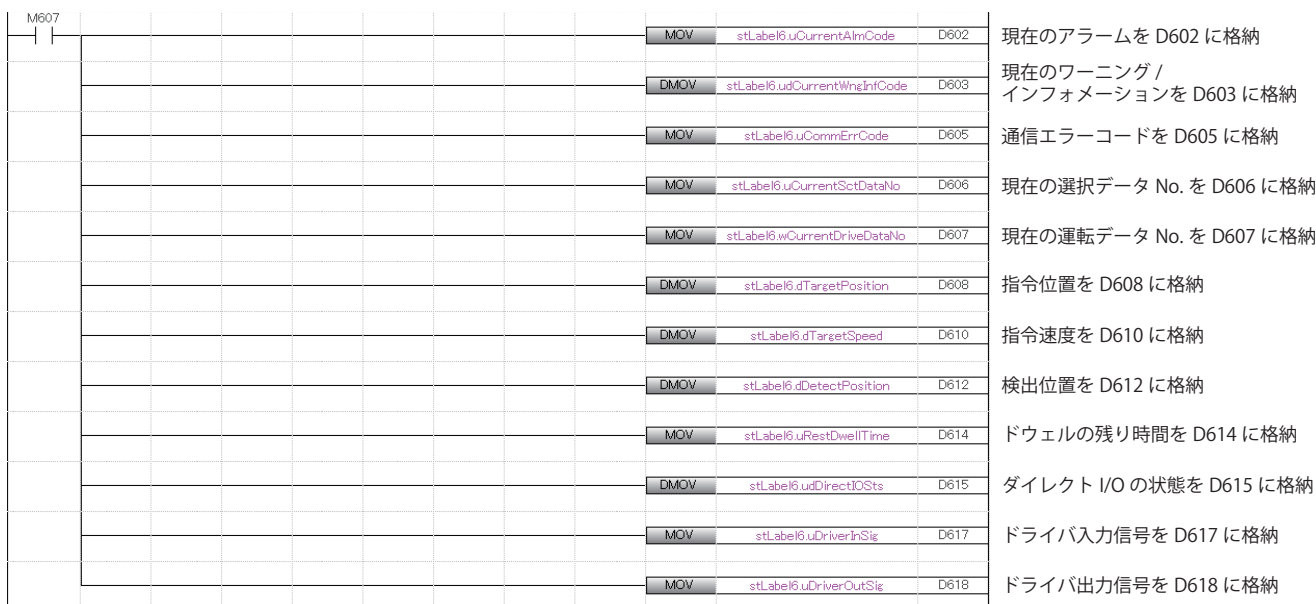 M607
MOV stLabel6.uCurrentAlmCode D602 現在のアラームを D602 に格納
DMOV stLabel6.udCurrentWngInfCode D603 現在のワーニング /
インフォメーションを D603 に格納
MOV stLabel6.uCommErrCode D605 通信エラーコードを D605 に格納
MOV stLabel6.uCurrentSctDataNo D606 現在の選択データ No. を D606 に格納
MOV stLabel6.wCurrentDriveDataNo D607 現在の運転データ No. を D607 に格納
DMOV stLabel6.dTargetPosition D608 指令位置を D608 に格納
DMOV stLabel6.dTargetSpeed D610 指令速度を D610 に格納
DMOV stLabel6.dDetectPosition D612 検出位置を D612 に格納
MOV stLabel6.uRestDwellTime D614 ドウェルの残り時間を D614 に格納
DMOV stLabel6.udDirectIOSts D615 ダイレクト I/O の状態を D615 に格納
MOV stLabel6.uDriverInSig D617 ドライバ入力信号を D617 に格納
MOV stLabel6.uDriverOutSig D618 ドライバ出力信号を D618 に格納